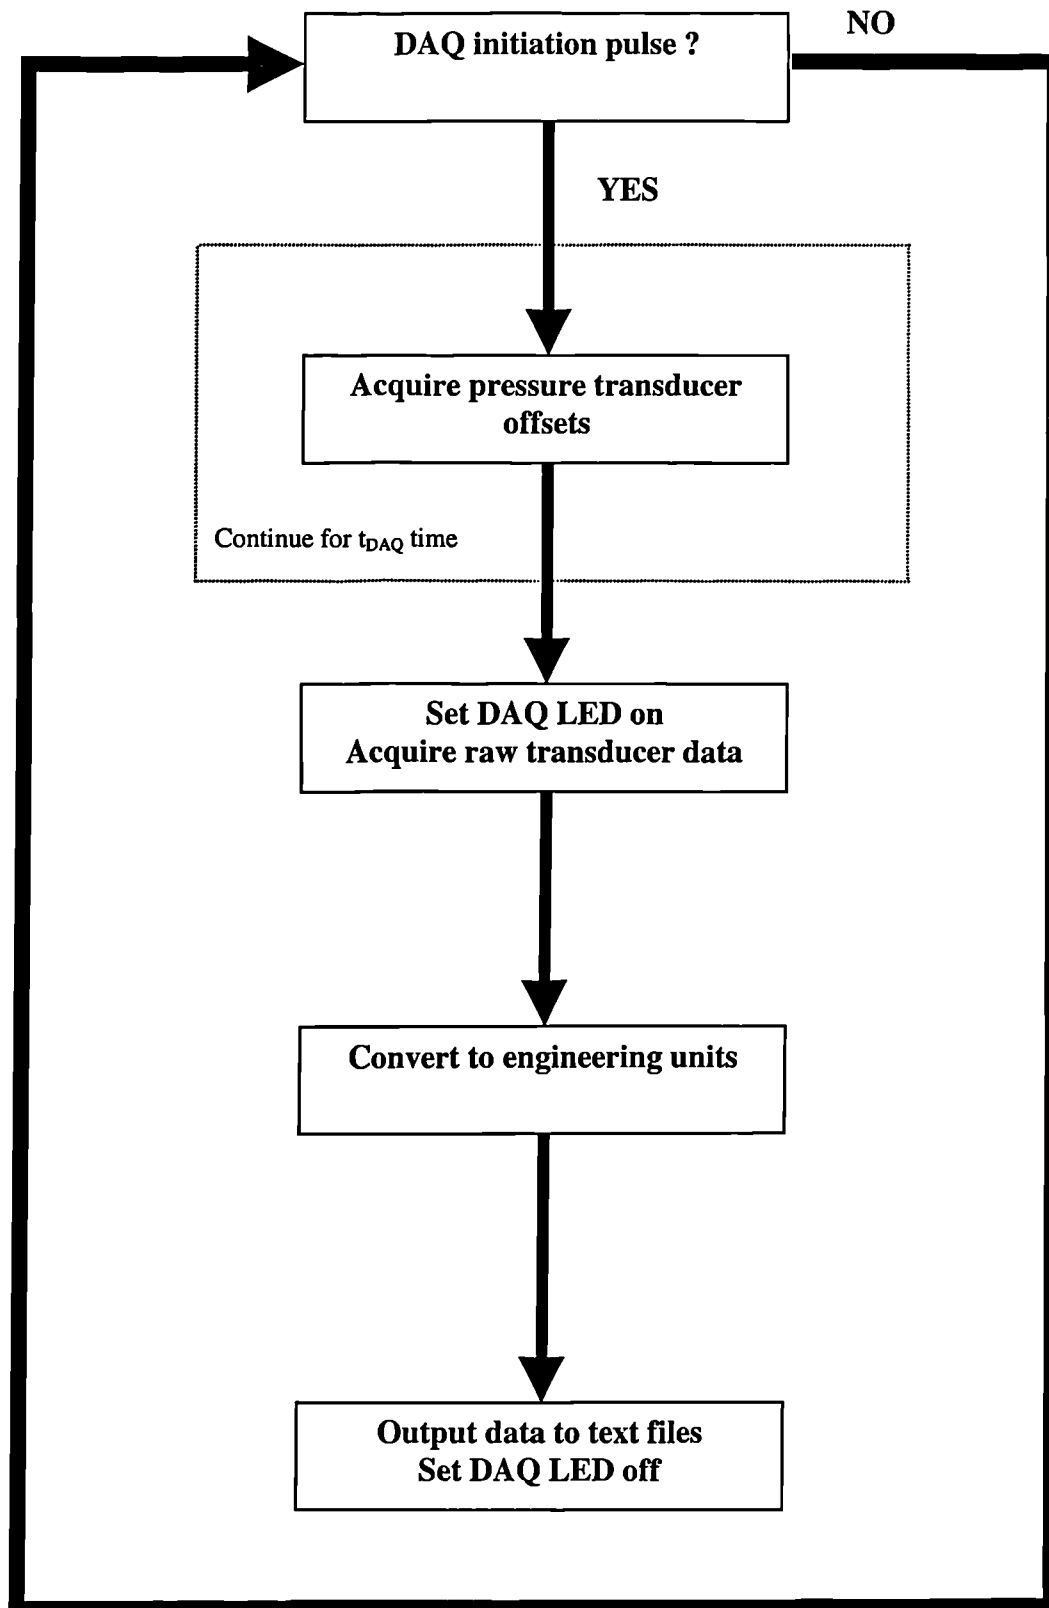 DAQ initiation pulse ?
NO
YES
Acquire pressure transducer
offsets
Continue for tDAQ time
Set DAQ LED on
Acquire raw transducer data
Convert to engineering units
Output data to text files
Set DAQ LED off